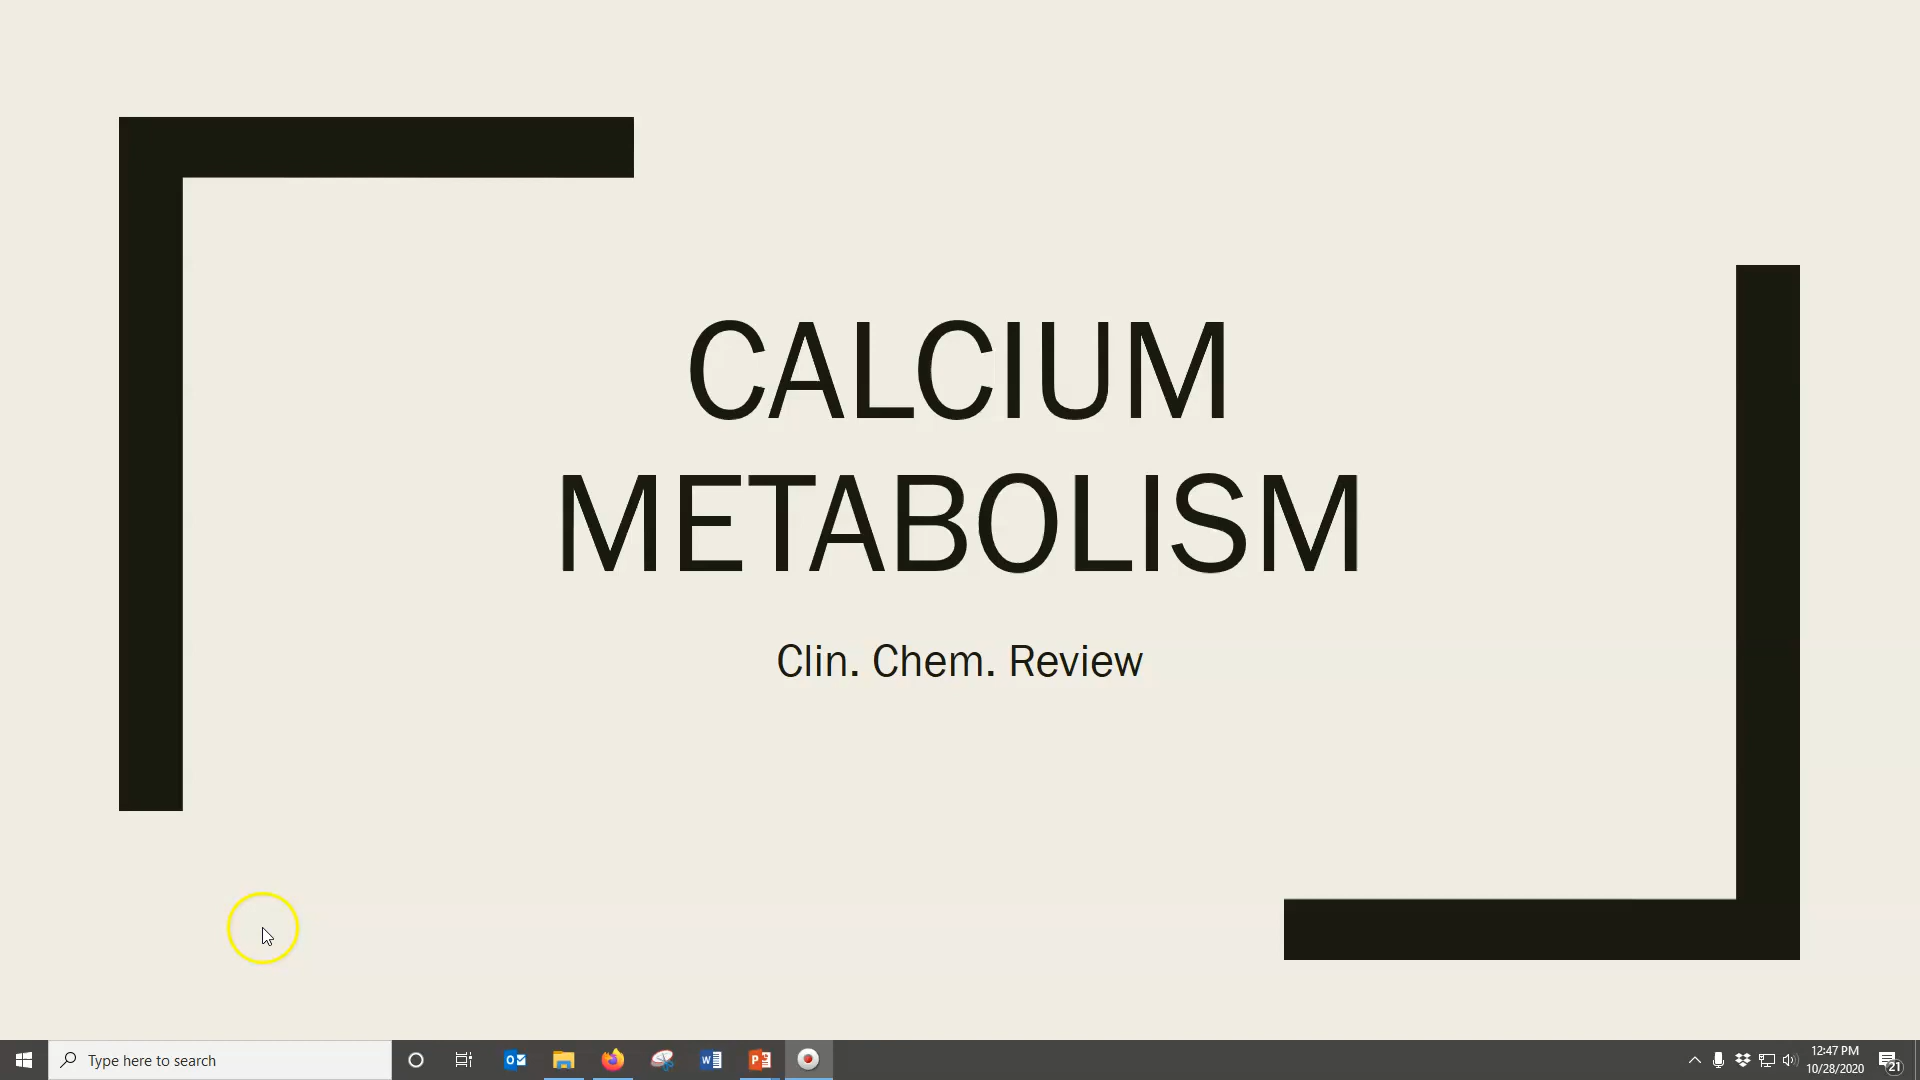 CALCIUM
METABOLISM
Clin. Chem. Review
Type here to search
12:47 PM
10/28/2020
21